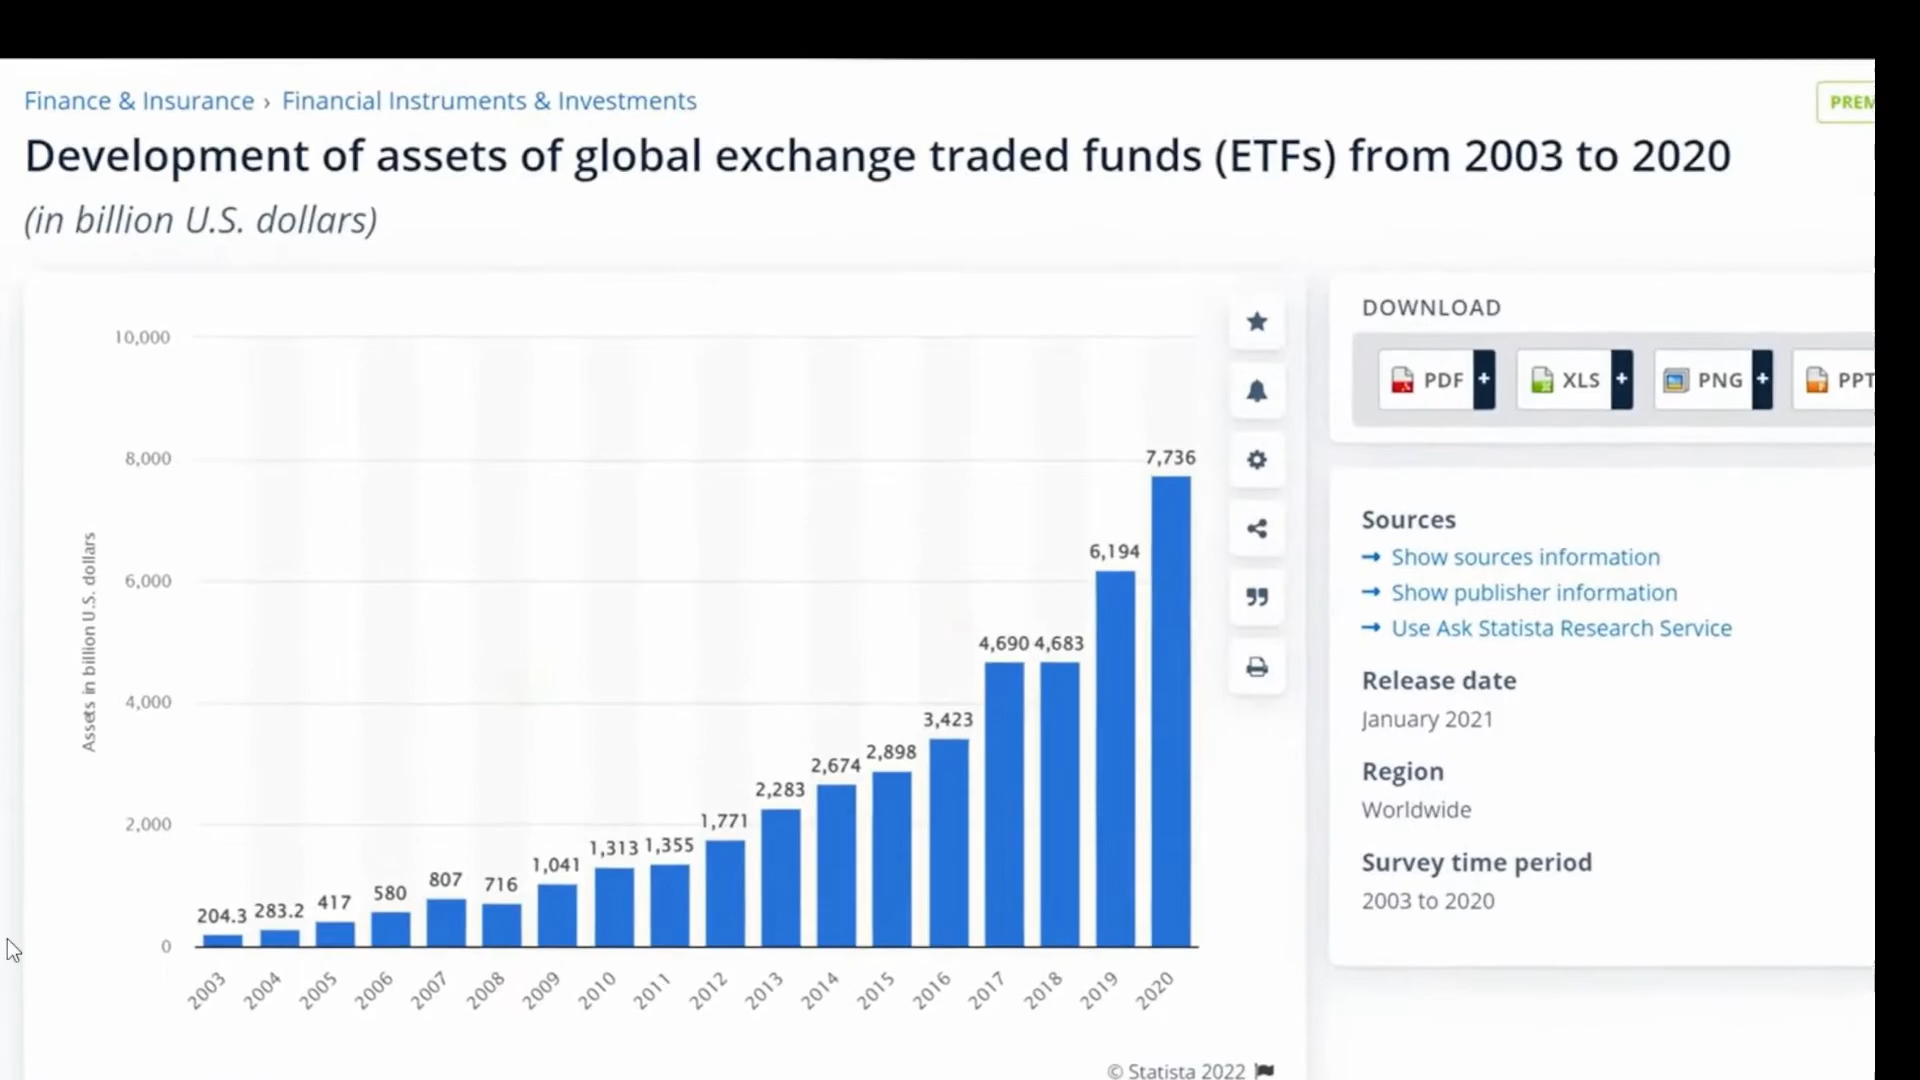 Finance & Insurance › Financial Instruments & Investments
PREM
Development of assets of global exchange traded funds (ETFs) from 2003 to 2020
(in billion U.S. dollars)
DOWNLOAD
PDF +
XLS +
PNG +
PPT
10,000
8,000
6,000
4,000
2,000
0
Assets in billion U.S. dollars
204.3
283.2
417
580
807
716
1,041
1,313
1,355
1,771
2,283
2,674
2,898
3,423
4,690
4,683
6,194
7,736
2003
2004
2005
2006
2007
2008
2009
2010
2011
2012
2013
2014
2015
2016
2017
2018
2019
2020
© Statista 2022
Sources
→ Show sources information
→ Show publisher information
→ Use Ask Statista Research Service
Release date
January 2021
Region
Worldwide
Survey time period
2003 to 2020